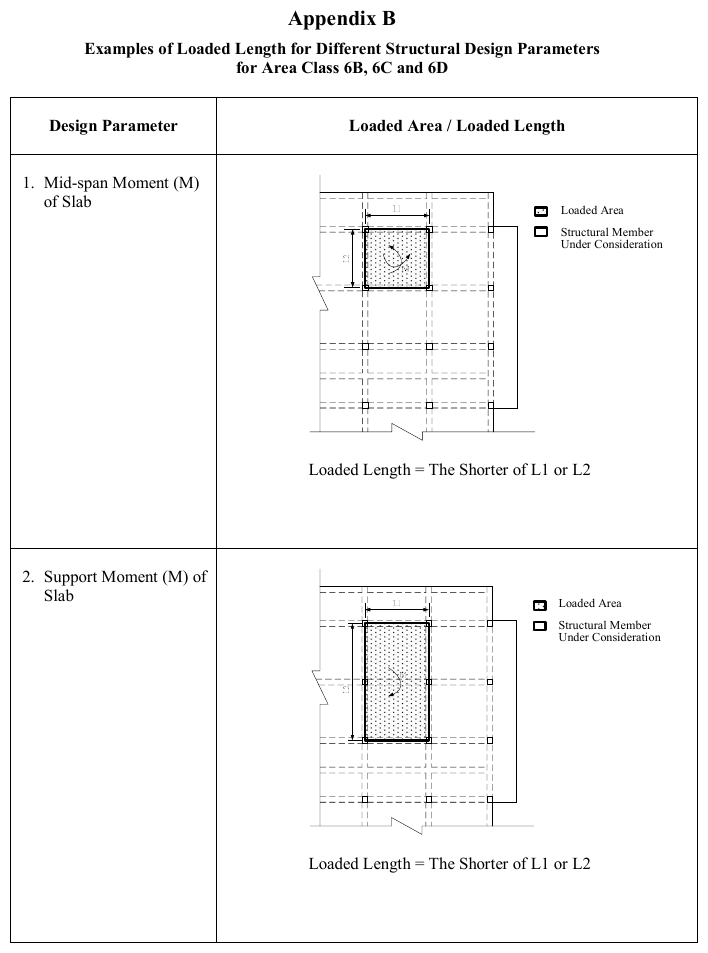 Appendix B
Examples of Loaded Length for Different Structural Design Parameters
for Area Class 6B, 6C and 6D
Design Parameter
Loaded Area / Loaded Length
1. Mid-span Moment (M)
of Slab
L1
L2
Loaded Area
Structural Member
Under Consideration
Loaded Length = The Shorter of L1 or L2
2. Support Moment (M) of
Slab
L1
L2
Loaded Area
Structural Member
Under Consideration
Loaded Length = The Shorter of L1 or L2